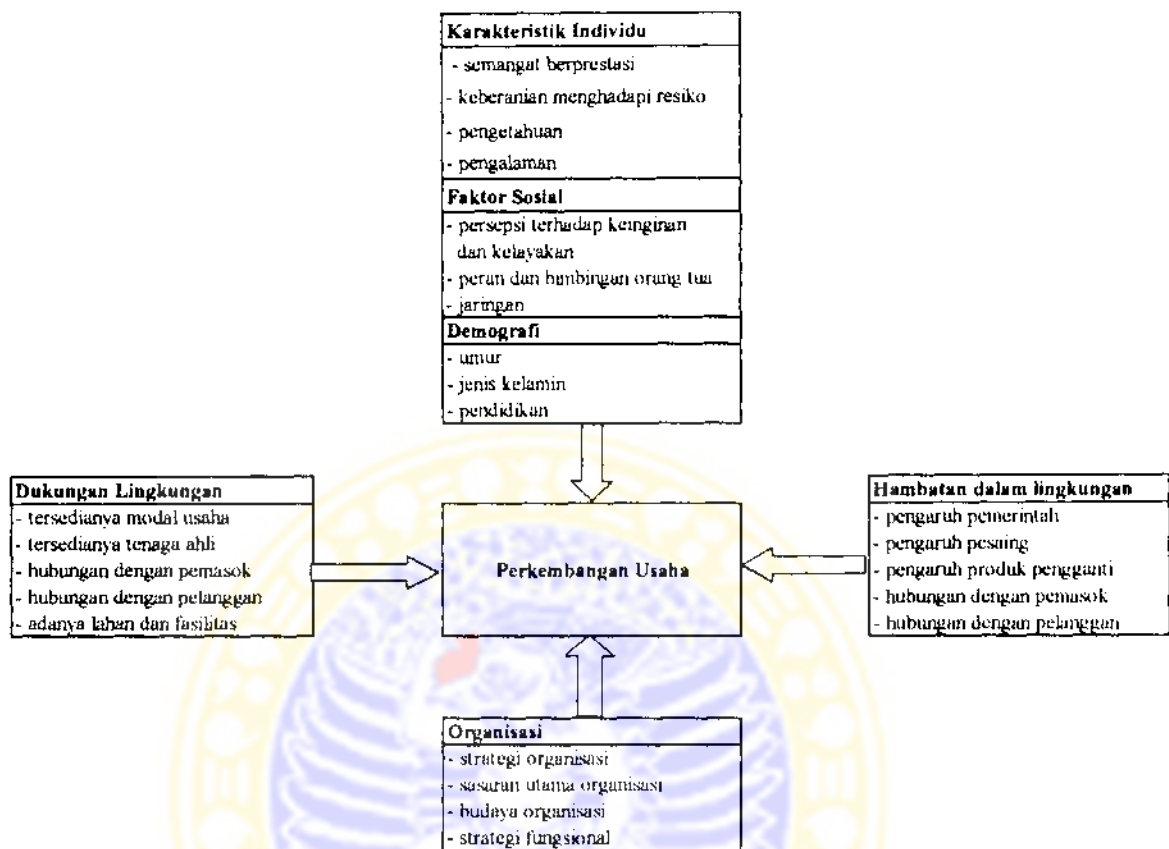 Karakteristik Individu
- semangat berprestasi
- keberanian menghadapi resiko
- pengetahuan
- pengalaman
Faktor Sosial
- persepsi terhadap keinginan
dan kelayakan
- peran dan bimbingan orang tua
- jaringan
Demografi
- umur
- jenis kelamin
- pendidikan
Dukungan Lingkungan
- tersedianya modal usaha
- tersedianya tenaga ahli
- hubungan dengan pemasok
- hubungan dengan pelanggan
- adanya lahan dan fasilitas
Perkembangan Usaha
Hambatan dalam lingkungan
- pengaruh pemerintah
- pengaruh pesaing
- pengaruh produk pengganti
- hubungan dengan pemasok
- hubungan dengan pelanggan
Organisasi
- strategi organisasi
- sasaran utama organisasi
- budaya organisasi
- strategi fungsional